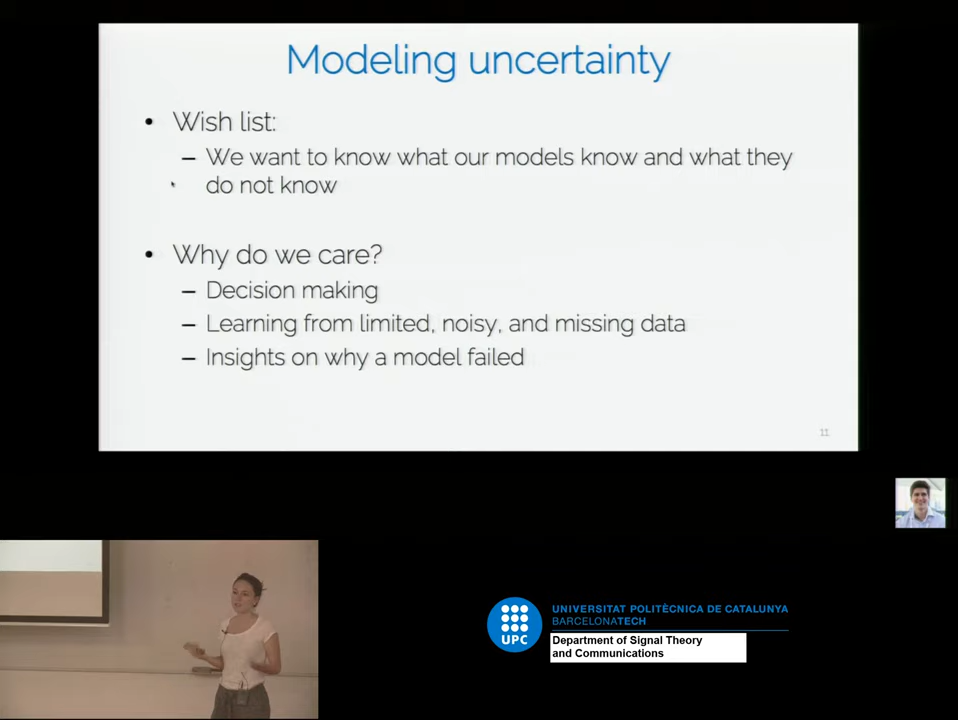 Modeling uncertainty
• Wish list:
– We want to know what our models know and what they
do not know
• Why do we care?
– Decision making
– Learning from limited, noisy, and missing data
– Insights on why a model failed
11
UPC
UNIVERSITAT POLITÈCNICA DE CATALUNYA
BARCELONATECH
Department of Signal Theory
and Communications